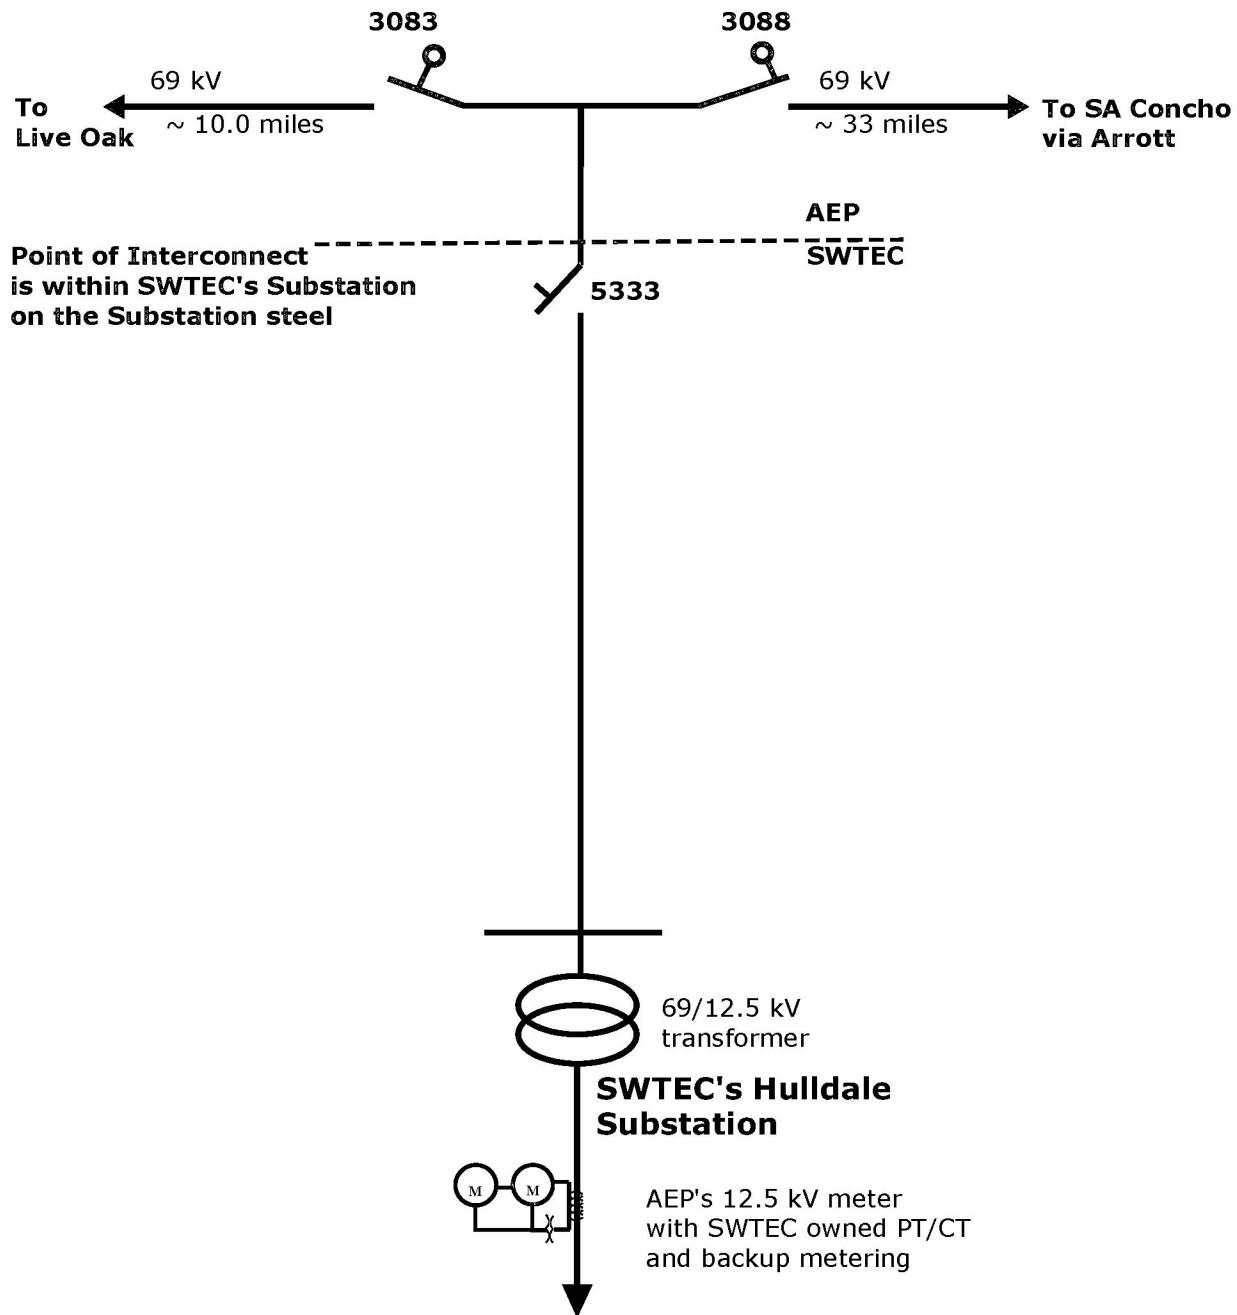 3083
3088
69 kV
69 kV
To
Live Oak
~ 10.0 miles
~ 33 miles
To SA Concho
via Arrott
AEP
SWTEC
Point of Interconnect
is within SWTEC's Substation
on the Substation steel
5333
69/12.5 kV
transformer
SWTEC's Hulldale
Substation
M
M
AEP's 12.5 kV meter
with SWTEC owned PT/CT
and backup metering